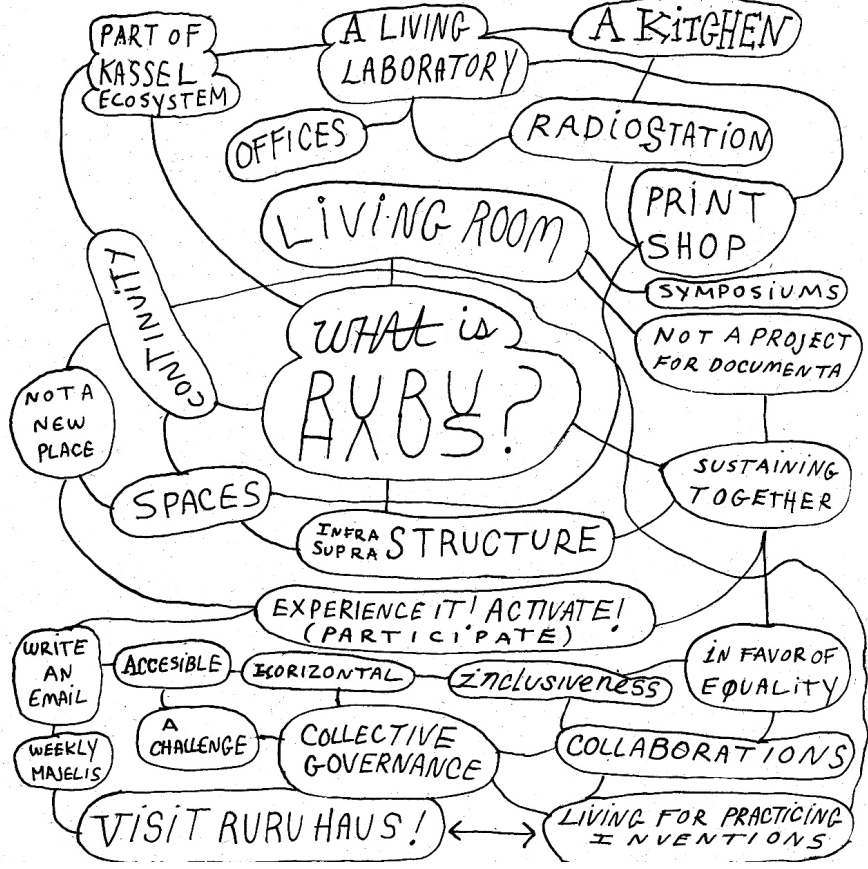 PART OF
KASSEL
ECOSYSTEM
A LIVING
LABORATORY
A KITCHEN
OFFICES
RADIOSTATION
LIVING ROOM
PRINT
SHOP
SYMPOSIUMS
CONTINUITY
WHAT is
RURU
HAUS?
NOT A PROJECT
FOR DOCUMENTA
NOT A
NEW
PLACE
SUSTAINING
TOGETHER
SPACES
INFRA
SUPRA STRUCTURE
EXPERIENCE IT! ACTIVATE!
(PARTICIPATE)
WRITE
AN
EMAIL
ACCESIBLE
HORIZONTAL
inclusiveness
IN FAVOR OF
EQUALITY
A
CHALLENGE
COLLECTIVE
GOVERNANCE
COLLABORATIONS
WEEKLY
MAJELIS
VISIT RURUHAUS!
LIVING FOR PRACTICING
INVENTIONS